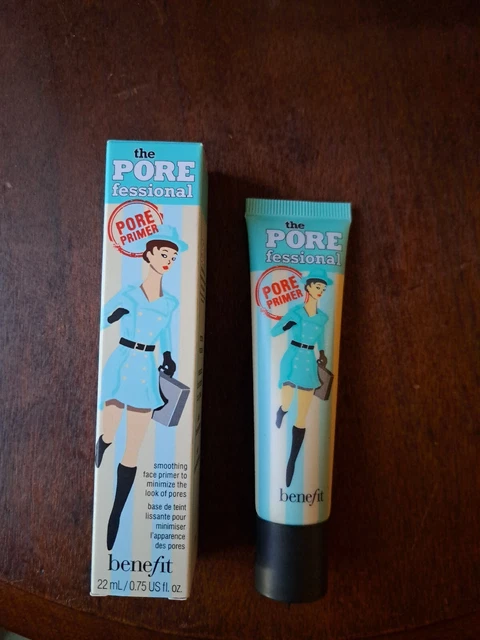 the
PORE
fessional
PORE
PRIMER
smoothing
face primer to
minimize the
look of pores
base de teint
lissante pour
minimiser
l'apparence
des pores
benefit
22 mL / 0.75 US fl. oz.
the
PORE
fessional
PORE
PRIMER
benefit